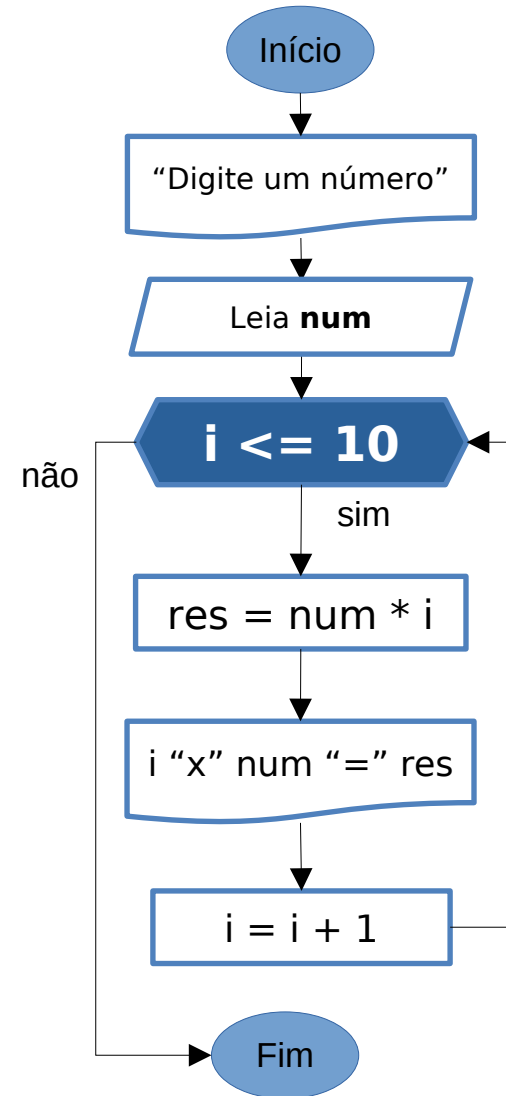 Início
“Digite um número”
Leia num
i <= 10
não
sim
res = num * i
i “x” num “=” res
i = i + 1
Fim